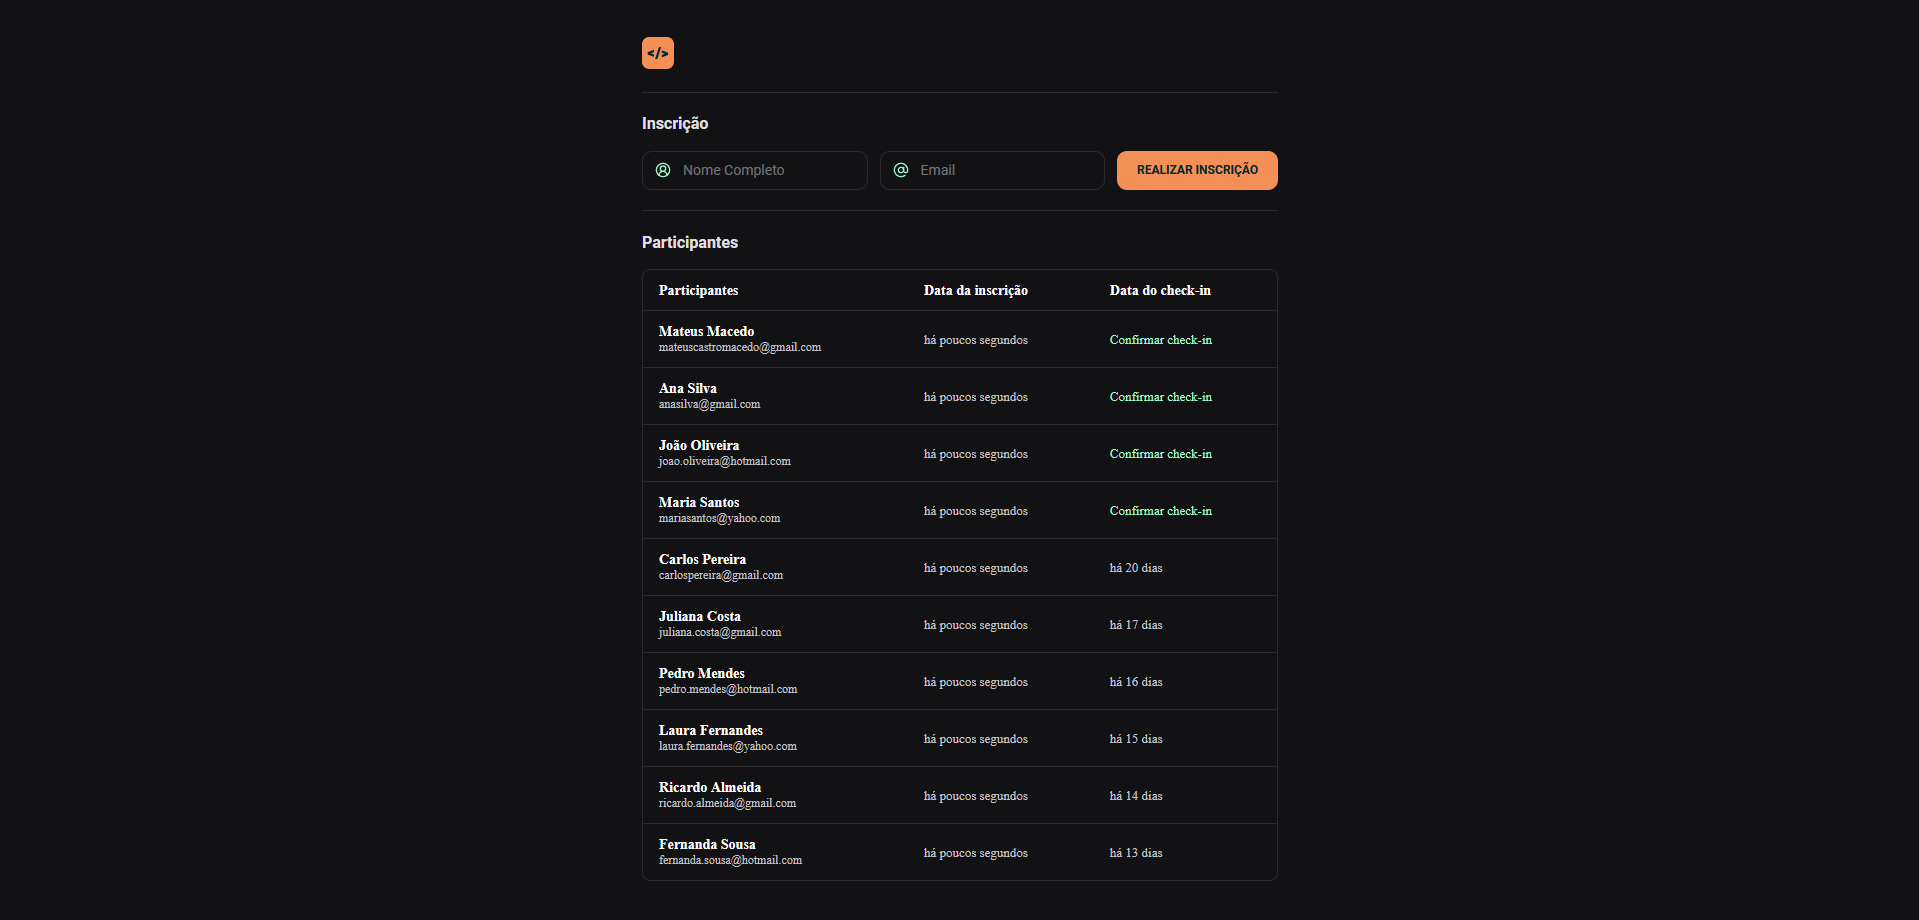 </>
Inscrição
Nome Completo
Email
REALIZAR INSCRIÇÃO
Participantes
Participantes Data da inscrição Data do check-in
Mateus Macedo
mateuscastromacedo@gmail.com
há poucos segundos
Confirmar check-in
Ana Silva
anasilva@gmail.com
há poucos segundos
Confirmar check-in
João Oliveira
joao.oliveira@hotmail.com
há poucos segundos
Confirmar check-in
Maria Santos
mariasantos@yahoo.com
há poucos segundos
Confirmar check-in
Carlos Pereira
carlospereira@gmail.com
há poucos segundos
há 20 dias
Juliana Costa
juliana.costa@gmail.com
há poucos segundos
há 17 dias
Pedro Mendes
pedro.mendes@hotmail.com
há poucos segundos
há 16 dias
Laura Fernandes
laura.fernandes@yahoo.com
há poucos segundos
há 15 dias
Ricardo Almeida
ricardo.almeida@gmail.com
há poucos segundos
há 14 dias
Fernanda Sousa
fernanda.sousa@hotmail.com
há poucos segundos
há 13 dias